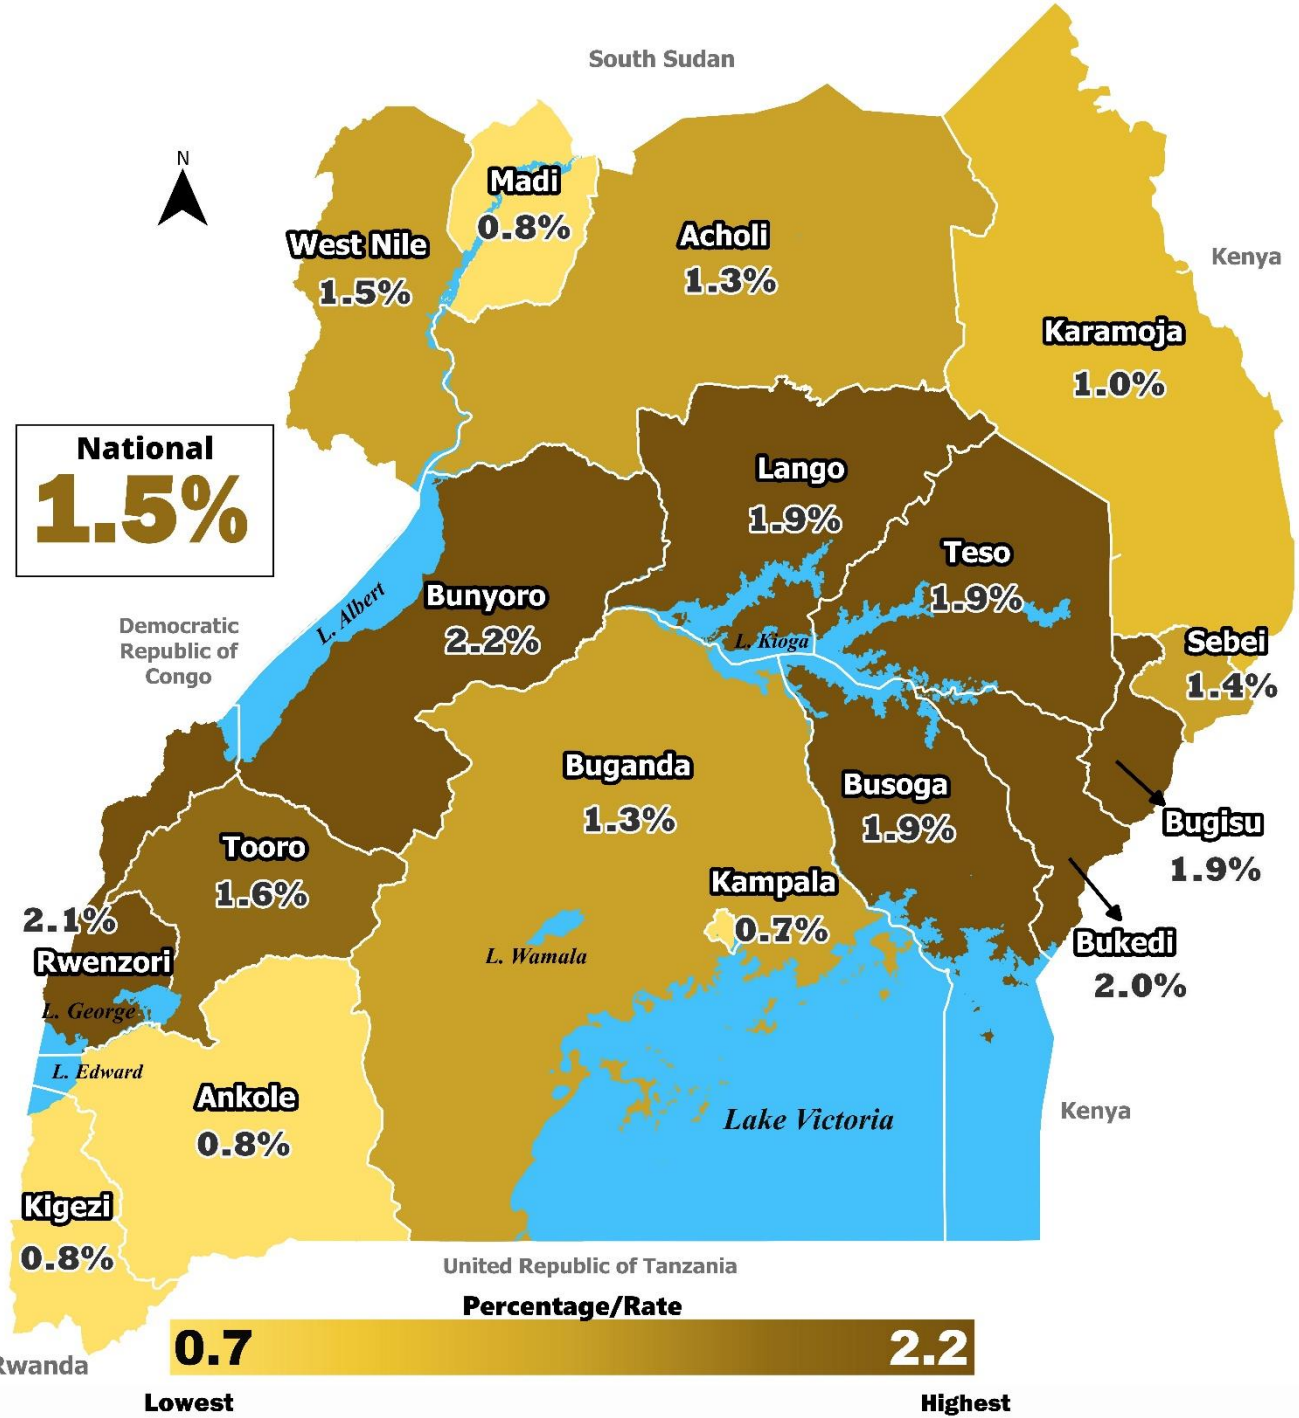 South Sudan
N
Madi
0.8%
West Nile
1.5%
Acholi
1.3%
Kenya
Karamoja
1.0%
National
1.5%
Lango
1.9%
Teso
1.9%
L. Albert
Bunyoro
2.2%
Democratic
Republic of
Congo
L. Kioga
Sebei
1.4%
Buganda
1.3%
Busoga
1.9%
Bugisu
1.9%
Tooro
1.6%
Kampala
0.7%
2.1%
Rwenzori
L. Wamala
Bukedi
2.0%
L. George
L. Edward
Ankole
0.8%
Lake Victoria
Kenya
Kigezi
0.8%
United Republic of Tanzania
Percentage/Rate
0.7
2.2
Rwanda
Lowest
Highest